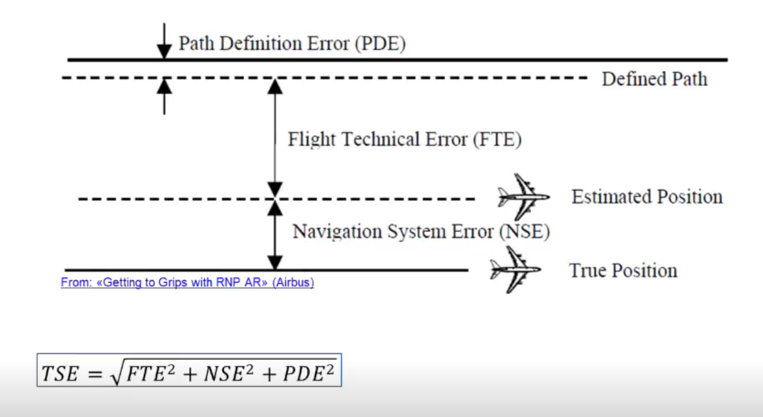 Path Definition Error (PDE)
Defined Path
Flight Technical Error (FTE)
Estimated Position
Navigation System Error (NSE)
True Position
From: «Getting to Grips with RNP AR» (Airbus)
TSE = √FTE² + NSE² + PDE²